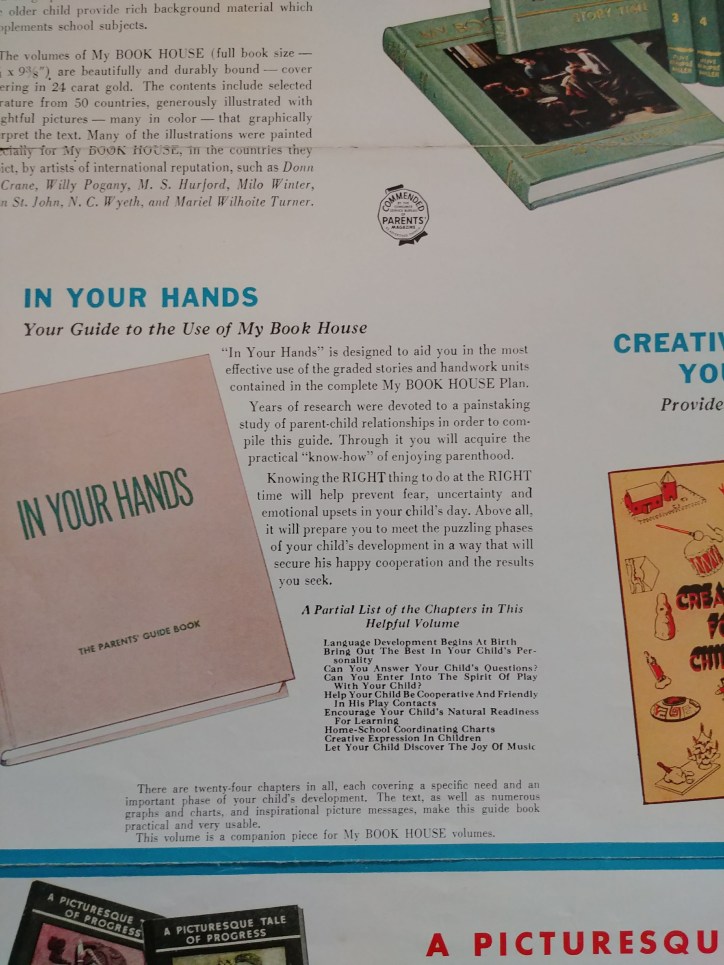 older child provide rich background material which
school subjects.
The volumes of My BOOK HOUSE (full book size —
x 9⅜") are beautifully and durably bound — cover
in 24 carat gold. The contents include selected
from 50 countries, generously illustrated with
pictures — many in color — that graphically
the text. Many of the illustrations were painted
for My BOOK HOUSE, in the countries they
by artists of international reputation, such as Donn
Crane, Willy Pogany, M. S. Hurford, Milo Winter,
St. John, N. C. Wyeth, and Mariel Wilhoite Turner.
STORY TIME
3
4
COMMENDED
PARENTS'
MAGAZINE
IN YOUR HANDS
Your Guide to the Use of My Book House
"In Your Hands" is designed to aid you in the most
effective use of the graded stories and handwork units
contained in the complete My BOOK HOUSE Plan.
Years of research were devoted to a painstaking
study of parent-child relationships in order to com-
pile this guide. Through it you will acquire the
practical "know-how" of enjoying parenthood.
Knowing the RIGHT thing to do at the RIGHT
time will help prevent fear, uncertainty and
emotional upsets in your child's day. Above all,
it will prepare you to meet the puzzling phases
of your child's development in a way that will
secure his happy cooperation and the results
you seek.
IN YOUR HANDS
THE PARENTS' GUIDE BOOK
A Partial List of the Chapters in This
Helpful Volume
Language Development Begins At Birth
Bring Out The Best In Your Child's Per-
sonality
Can You Answer Your Child's Questions?
Can You Enter Into The Spirit Of Play
With Your Child?
Help Your Child Be Cooperative And Friendly
In His Play Contacts
Encourage Your Child's Natural Readiness
For Learning
Home-School Coordinating Charts
Creative Expression In Children
Let Your Child Discover The Joy Of Music
There are twenty-four chapters in all, each covering a specific need and an
important phase of your child's development. The text, as well as numerous
graphs and charts, and inspirational picture messages, make this guide book
practical and very usable.
This volume is a companion piece for My BOOK HOUSE volumes.
CREATIV
YOU
Provide
CREA
FO
CHI
A PICTURESQUE TALE
OF PROGRESS
A PICTURESQUE TALE
OF PROGRESS
A PICTURESQU